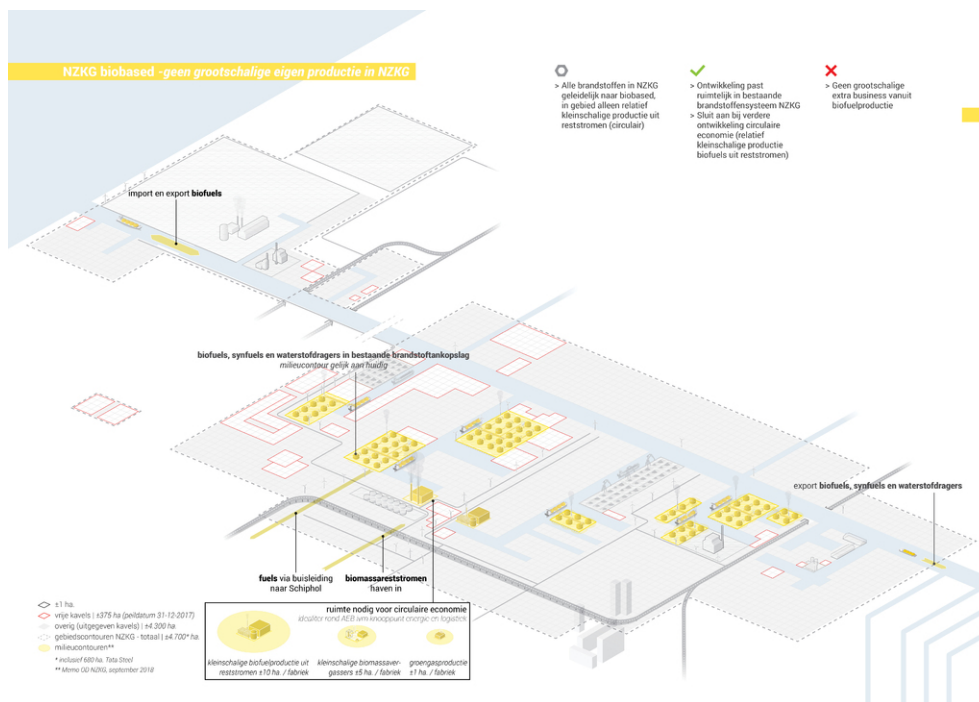 NZKG biobased -geen grootschalige eigen productie in NZKG
> Alle brandstoffen in NZKG
geleidelijk naar biobased,
in gebied alleen relatief
kleinschalige productie uit
reststromen (circulair)
> Ontwikkeling past
ruimtelijk in bestaande
brandstoffensysteem NZKG
> Sluit aan bij verdere
ontwikkeling circulaire
economie (relatief
kleinschalige productie
biofuels uit reststromen)
> Geen grootschalige
extra business vanuit
biofuelproductie
import en export biofuels
biofuels, synfuels en waterstofdragers in bestaande brandstoftankopslag
milieucontour gelijk aan huidig
export biofuels, synfuels en waterstofdragers
fuels via buisleiding
naar Schiphol
biomassareststromen
haven in
ruimte nodig voor circulaire economie
idealiter rond AEB ivm knooppunt energie en logistiek
kleinschalige biofuelproductie uit
reststromen ±10 ha. / fabriek
kleinschalige biomassaver-
gassers ±5 ha. / fabriek
groengasproductie
±1 ha. / fabriek
±1 ha.
vrije kavels | ±375 ha (peildatum 31-12-2017)
overig (uitgegeven kavels) | ±4.300 ha
gebiedscontouren NZKG - totaal | ±4.700* ha
milieucontouren**
* inclusief 680 ha. Tata Steel
** Memo OD NZKG, september 2018